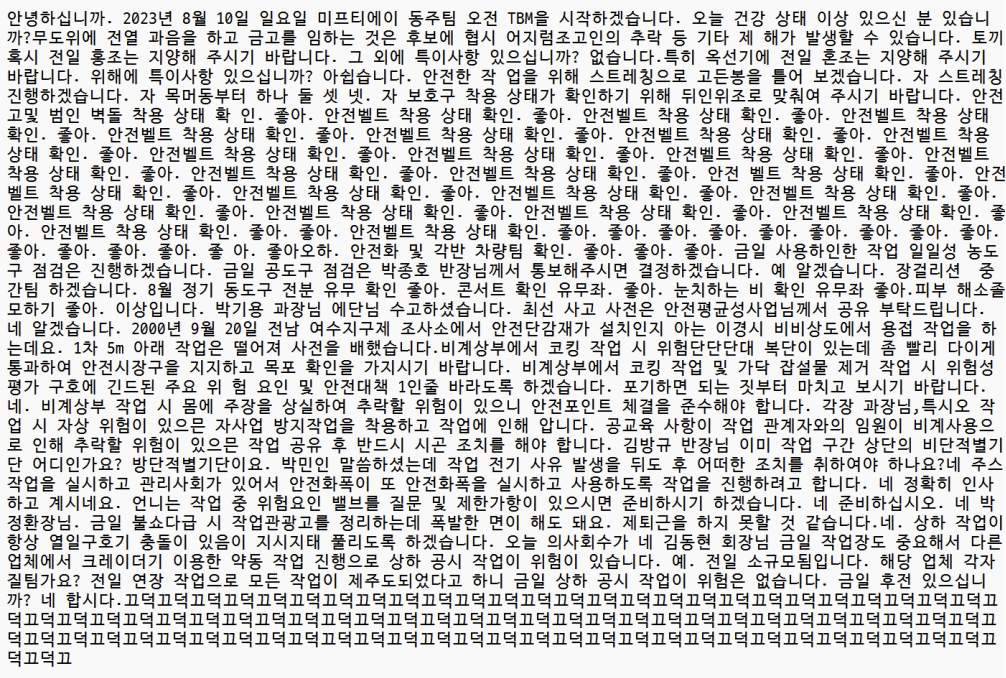 안녕하십니까. 2023년 8월 10일 일요일 미프티에이 동주팀 오전 TBM을 시작하겠습니다. 오늘 건강 상태 이상 있으신 분 있습니
까?무도위에 전열 과음을 하고 금고를 임하는 것은 후보에 협시 어지럼조고인의 추락 등 기타 제 해가 발생할 수 있습니다. 토끼
혹시 전일 홍조는 지양해 주시기 바랍니다. 그 외에 특이사항 있으십니까? 없습니다.특히 옥선기에 전일 혼조는 지양해 주시기
바랍니다. 위해에 특이사항 있으십니까? 아쉽습니다. 안전한 작 업을 위해 스트레칭으로 고든봉을 틀어 보겠습니다. 자 스트레칭
진행하겠습니다. 자 목머동부터 하나 둘 셋 넷. 자 보호구 착용 상태가 확인하기 위해 뒤인위조로 맞춰여 주시기 바랍니다. 안전
고및 범인 벽돌 착용 상태 확 인. 좋아. 안전벨트 착용 상태 확인. 좋아. 안전벨트 착용 상태 확인. 좋아. 안전벨트 착용 상태
확인. 좋아. 안전벨트 착용 상태 확인. 좋아. 안전벨트 착용 상태 확인. 좋아. 안전벨트 착용 상태 확인. 좋아. 안전벨트 착용
상태 확인. 좋아. 안전벨트 착용 상태 확인. 좋아. 안전벨트 착용 상태 확인. 좋아. 안전벨트 착용 상태 확인. 좋아. 안전벨트
착용 상태 확인. 좋아. 안전벨트 착용 상태 확인. 좋아. 안전벨트 착용 상태 확인. 좋아. 안전 벨트 착용 상태 확인. 좋아. 안전
벨트 착용 상태 확인. 좋아. 안전벨트 착용 상태 확인. 좋아. 안전벨트 착용 상태 확인. 좋아. 안전벨트 착용 상태 확인. 좋아.
안전벨트 착용 상태 확인. 좋아. 안전벨트 착용 상태 확인. 좋아. 안전벨트 착용 상태 확인. 좋아. 안전벨트 착용 상태 확인. 좋
아. 안전벨트 착용 상태 확인. 좋아. 좋아. 안전벨트 착용 상태 확인. 좋아. 좋아. 좋아. 좋아. 좋아. 좋아. 좋아. 좋아.
좋아. 좋아. 좋아. 좋아. 좋 아. 좋아오하. 안전화 및 각반 차량팀 확인. 좋아. 좋아. 좋아. 금일 사용하인한 작업 일일성 농도
구 점검은 진행하겠습니다. 금일 공도구 점검은 박종호 반장님께서 통보해주시면 결정하겠습니다. 예 알겠습니다. 장걸리션 중
간팀 하겠습니다. 8월 정기 동도구 전분 유무 확인 좋아. 콘서트 확인 유무좌. 좋아. 눈치하는 비 확인 유무좌 좋아.피부 해소졸
모하기 좋아. 이상입니다. 박기용 과장님 에단님 수고하셨습니다. 최선 사고 사전은 안전평균성사업님께서 공유 부탁드립니다.
네 알겠습니다. 2000년 9월 20일 전남 여수지구제 조사소에서 안전단감재가 설치인지 아는 이경시 비비상도에서 용접 작업을 하
는데요. 1차 5m 아래 작업은 떨어져 사전을 배했습니다.비계상부에서 코킹 작업 시 위험단단단대 복단이 있는데 좀 빨리 다이게
통과하여 안전시장구을 지지하고 목포 확인을 가지시기 바랍니다. 비계상부에서 코킹 작업 및 가닥 잡설물 제거 작업 시 위험성
평가 구호에 긴드된 주요 위 험 요인 및 안전대책 1인줄 바라도록 하겠습니다. 포기하면 되는 짓부터 마치고 보시기 바랍니다.
네. 비계상부 작업 시 몸에 주장을 상실하여 추락할 위험이 있으니 안전포인트 체결을 준수해야 합니다. 각장 과장님,특시오 작
업 시 자상 위험이 있으믄 자사업 방지작업을 착용하고 작업에 인해 압니다. 공교육 사항이 작업 관계자와의 임원이 비계사용으
로 인해 추락할 위험이 있으믄 작업 공유 후 반드시 시곤 조치를 해야 합니다. 김방규 반장님 이미 작업 구간 상단의 비단적별기
단 어디인가요? 방단적별기단이요. 박민인 말씀하셨는데 작업 전기 사유 발생을 뒤도 후 어떠한 조치를 취하여야 하나요?네 주스
작업을 실시하고 관리사회가 있어서 안전화폭이 또 안전화폭을 실시하고 사용하도록 작업을 진행하려고 합니다. 네 정확히 인사
하고 계시네요. 언니는 작업 중 위험요인 밸브를 질문 및 제한가항이 있으시면 준비하시기 하겠습니다. 네 준비하십시오. 네 박
정환장님. 금일 불쇼다급 시 작업관광고를 정리하는데 폭발한 면이 해도 돼요. 제퇴근을 하지 못할 것 같습니다.네. 상하 작업이
항상 열일구호기 충돌이 있음이 지시지태 풀리도록 하겠습니다. 오늘 의사회수가 네 김동현 회장님 금일 작업장도 중요해서 다른
업체에서 크레이더기 이용한 약동 작업 진행으로 상하 공시 작업이 위험이 있습니다. 예. 전일 소규모됨입니다. 해당 업체 각자
질팀가요? 전일 연장 작업으로 모든 작업이 제주도되었다고 하니 금일 상하 공시 작업이 위험은 없습니다. 금일 후전 있으십니
까? 네 합시다.끄덕끄덕끄덕끄덕끄덕끄덕끄덕끄덕끄덕끄덕끄덕끄덕끄덕끄덕끄덕끄덕끄덕끄덕끄덕끄덕끄덕끄덕끄덕끄덕끄덕끄덕끄
덕끄덕끄덕끄덕끄덕끄덕끄덕끄덕끄덕끄덕끄덕끄덕끄덕끄덕끄덕끄덕끄덕끄덕끄덕끄덕끄덕끄덕끄덕끄덕끄덕끄덕끄덕끄덕끄덕끄덕끄
덕끄덕끄덕끄덕끄덕끄덕끄덕끄덕끄덕끄덕끄덕끄덕끄덕끄덕끄덕끄덕끄덕끄덕끄덕끄덕끄덕끄덕끄덕끄덕끄덕끄덕끄덕끄덕끄덕끄덕끄
덕끄덕끄